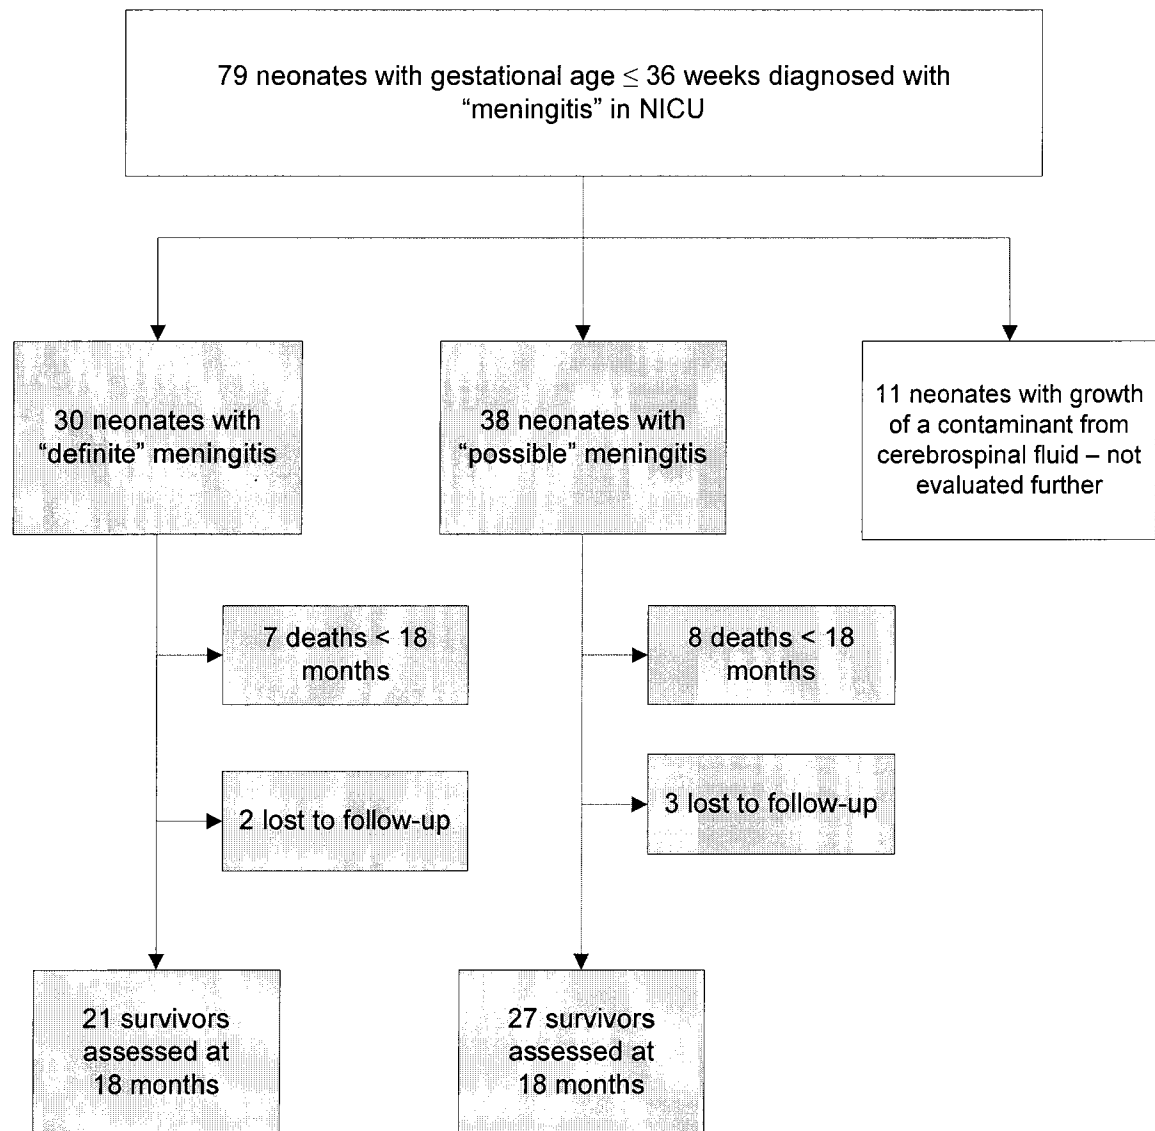 79 neonates with gestational age ≤ 36 weeks diagnosed with
“meningitis” in NICU
30 neonates with
“definite” meningitis
38 neonates with
“possible” meningitis
11 neonates with growth
of a contaminant from
cerebrospinal fluid – not
evaluated further
7 deaths < 18
months
8 deaths < 18
months
2 lost to follow-up
3 lost to follow-up
21 survivors
assessed at
18 months
27 survivors
assessed at
18 months